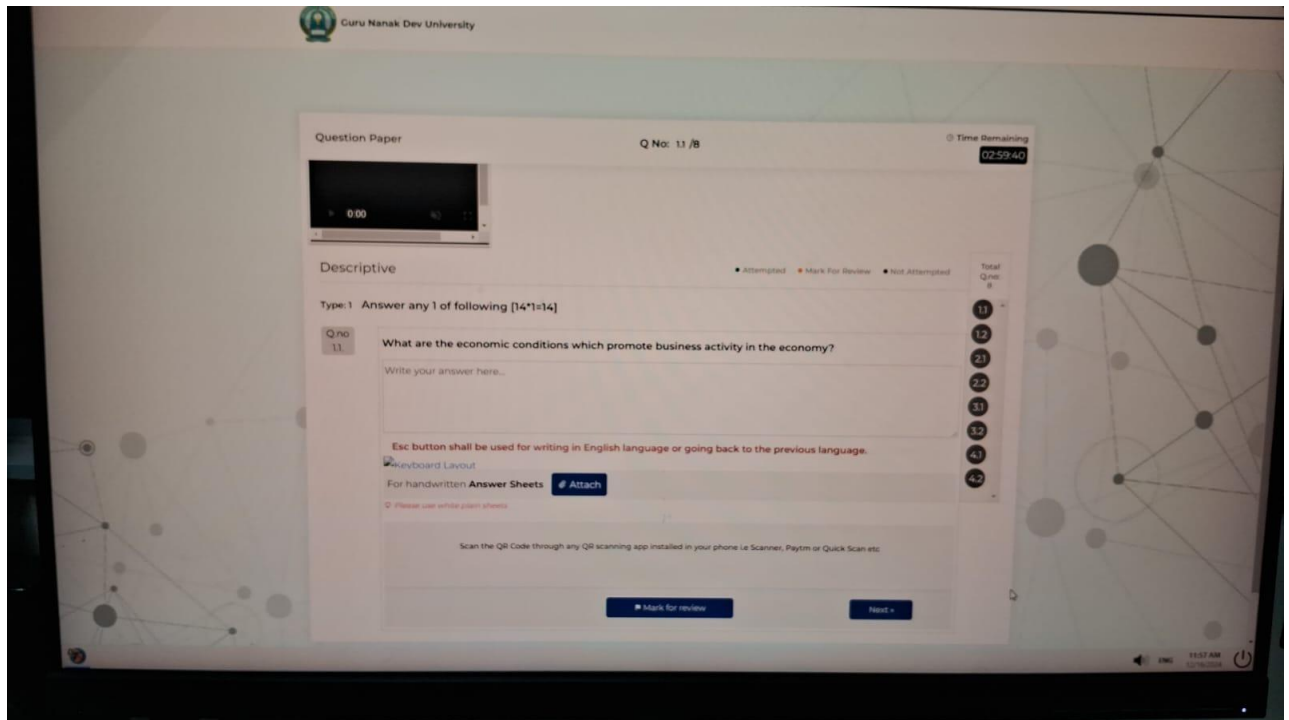 Guru Nanak Dev University
Question Paper
Q No: 1.1 /8
Time Remaining
02:59:40
0:00
Descriptive
Attempted
Mark For Review
Not Attempted
Total
Q.no:
8
Type: 1 Answer any 1 of following [14*1=14]
Q.no
1.1.
What are the economic conditions which promote business activity in the economy?
Write your answer here...
1.1
1.2
2.1
2.2
3.1
3.2
4.1
4.2
Esc button shall be used for writing in English language or going back to the previous language.
Keyboard Layout
For handwritten Answer Sheets
Attach
Please use white plain sheets
Scan the QR Code through any QR scanning app installed in your phone i.e Scanner, Paytm or Quick Scan etc
Mark for review
Next »
ENG
11:57 AM